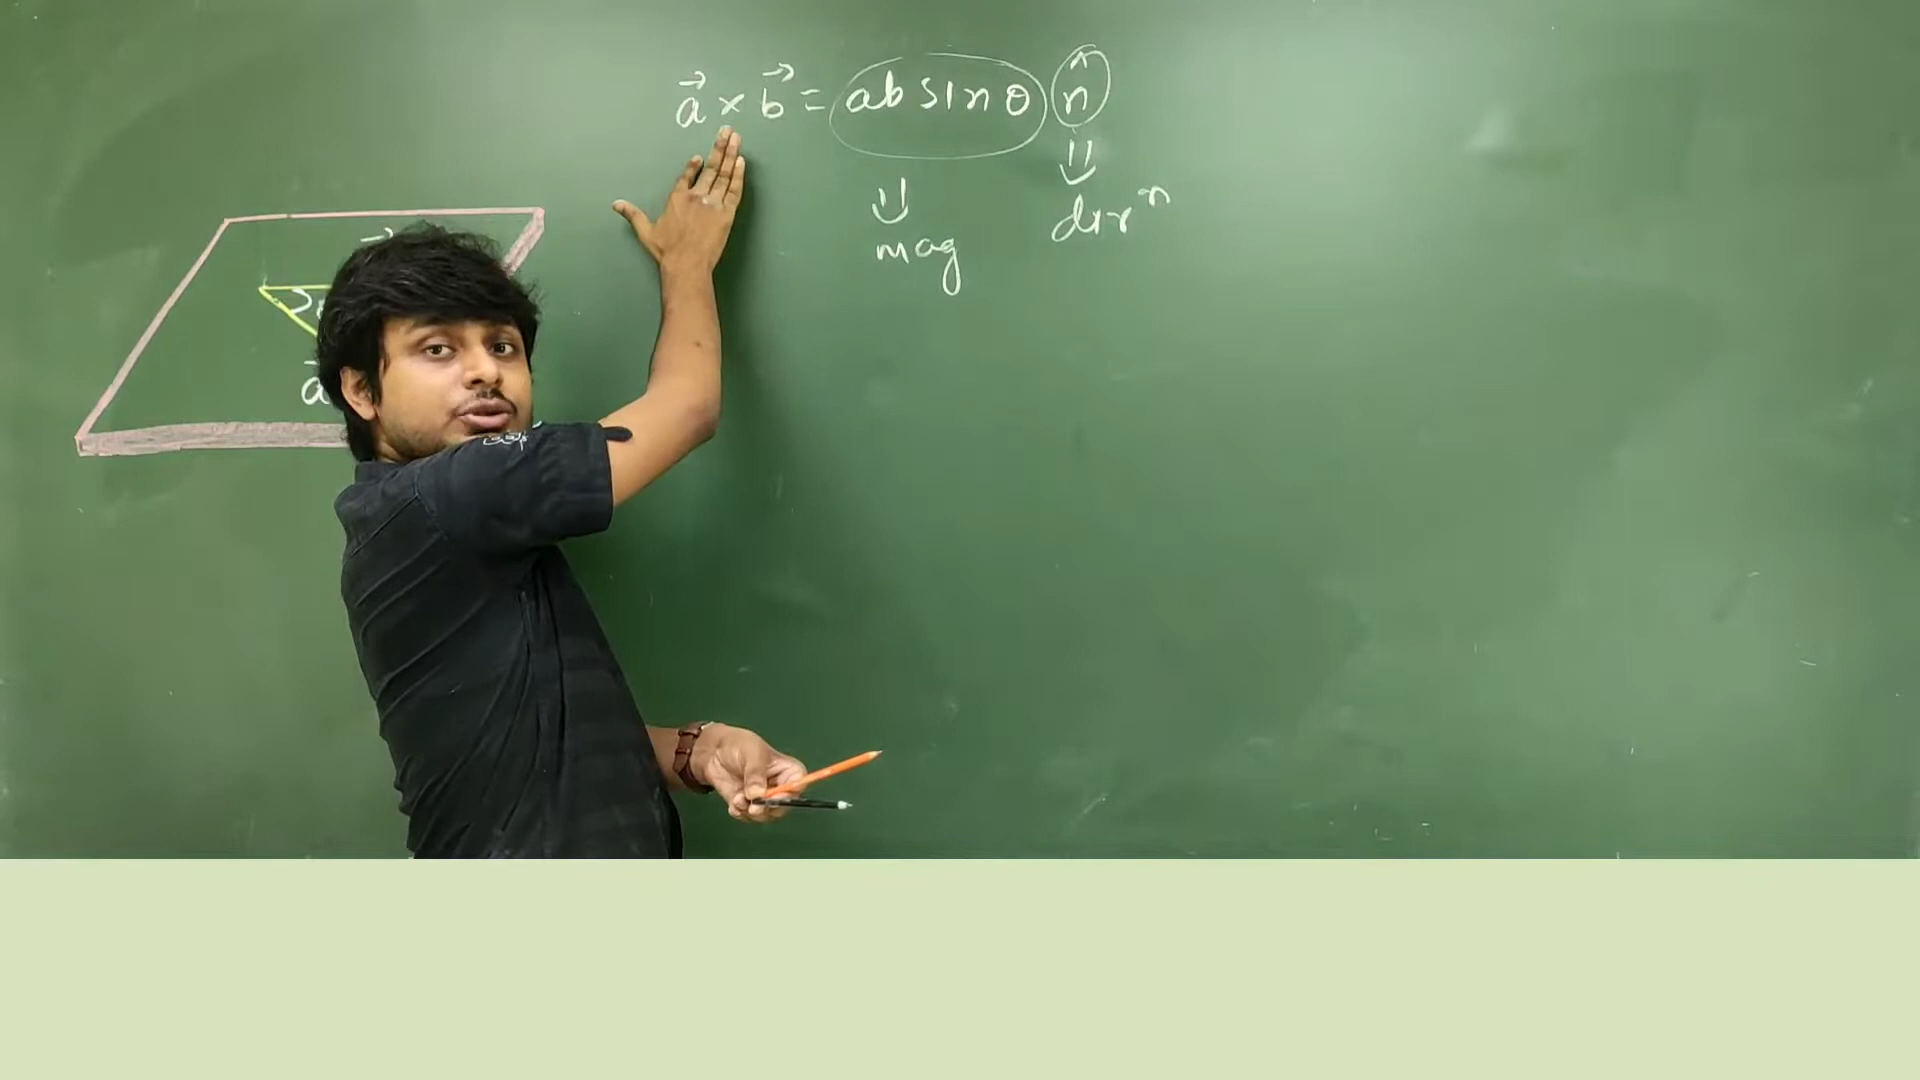 a⃗ × b⃗ = ab sin θ n̂
mag
dirⁿ
a⃗